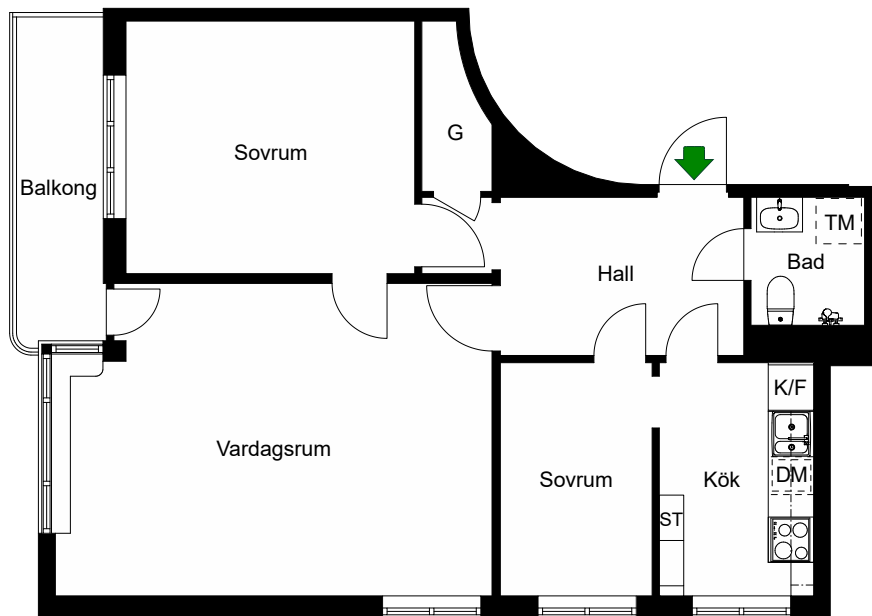 G
Sovrum
Balkong
TM
Bad
Hall
K/F
Vardagsrum
DM
Sovrum
Kök
ST